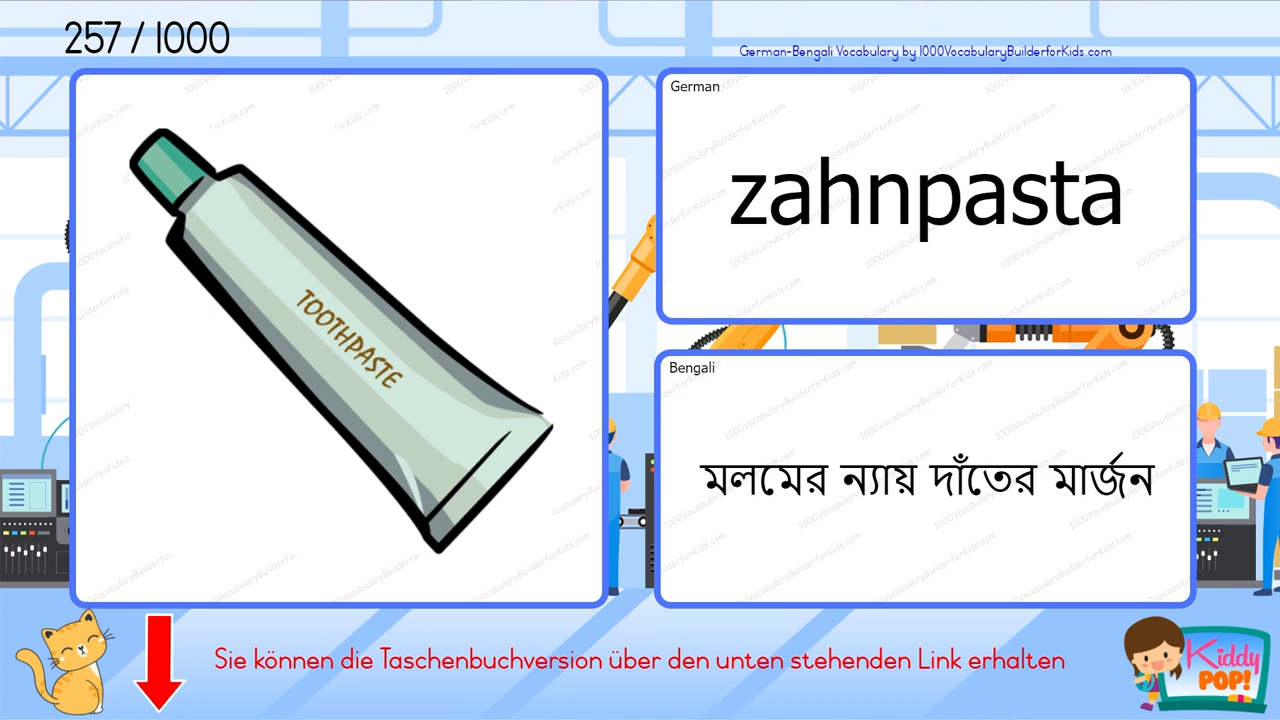 257 / 1000
German-Bengali Vocabulary by 1000VocabularyBuilderforKids.com
TOOTHPASTE
German
zahnpasta
Bengali
মলমের ন্যায় দাঁতের মার্জন
Sie können die Taschenbuchversion über den unten stehenden Link erhalten
Kiddy
POP!